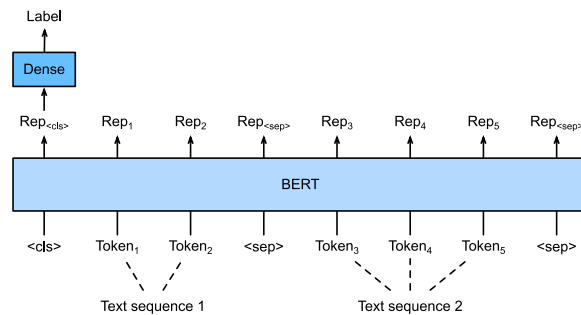 Label
Dense
Rep<cls> Rep1 Rep2 Rep<sep> Rep3 Rep4 Rep5 Rep<sep>
BERT
<cls> Token1 Token2 <sep> Token3 Token4 Token5 <sep>
Text sequence 1 Text sequence 2